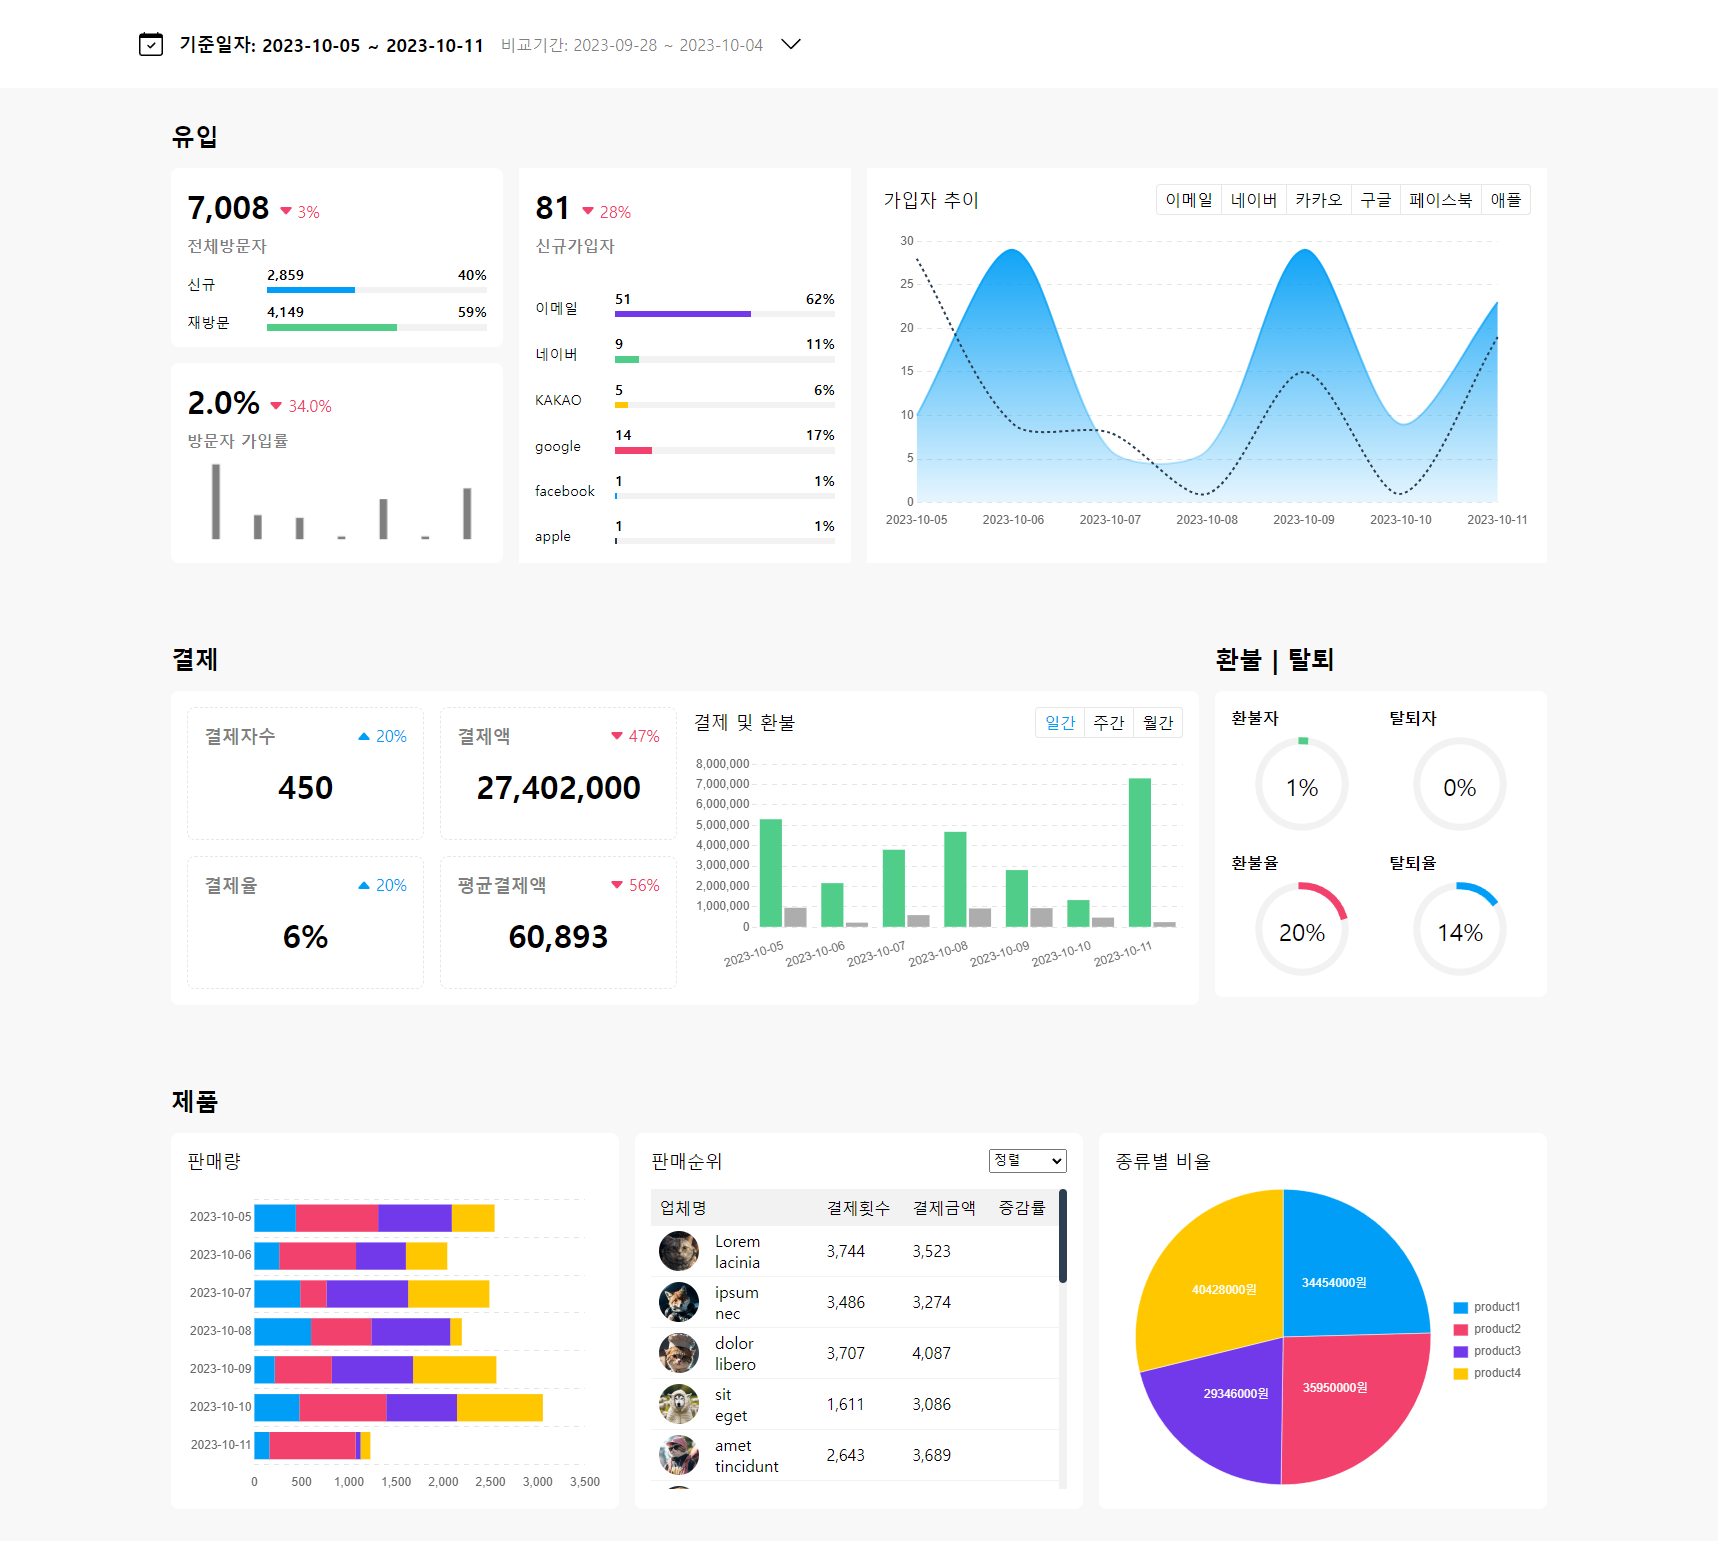 기준일자: 2023-10-05 ~ 2023-10-11 비교기간: 2023-09-28 ~ 2023-10-04
유입
7,008 3%
전체방문자
신규 2,859 40%
재방문 4,149 59%
2.0% 34.0%
방문자 가입률
81 28%
신규가입자
이메일 51 62%
네이버 9 11%
KAKAO 5 6%
google 14 17%
facebook 1 1%
apple 1 1%
가입자 추이
이메일 네이버 카카오 구글 페이스북 애플
30
25
20
15
10
5
0
2023-10-05 2023-10-06 2023-10-07 2023-10-08 2023-10-09 2023-10-10 2023-10-11
결제
결제자수 20%
450
결제액 47%
27,402,000
결제율 20%
6%
평균결제액 56%
60,893
결제 및 환불
일간 주간 월간
8,000,000
7,000,000
6,000,000
5,000,000
4,000,000
3,000,000
2,000,000
1,000,000
0
2023-10-05 2023-10-06 2023-10-07 2023-10-08 2023-10-09 2023-10-10 2023-10-11
환불 | 탈퇴
환불자 탈퇴자
1% 0%
환불율 탈퇴율
20% 14%
제품
판매량
2023-10-05
2023-10-06
2023-10-07
2023-10-08
2023-10-09
2023-10-10
2023-10-11
0 500 1,000 1,500 2,000 2,500 3,000 3,500
판매순위
정렬
업체명 결제횟수 결제금액 증감률
Lorem lacinia 3,744 3,523
ipsum nec 3,486 3,274
dolor libero 3,707 4,087
sit eget 1,611 3,086
amet tincidunt 2,643 3,689
종류별 비율
40428000원 34454000원
29346000원 35950000원
product1
product2
product3
product4